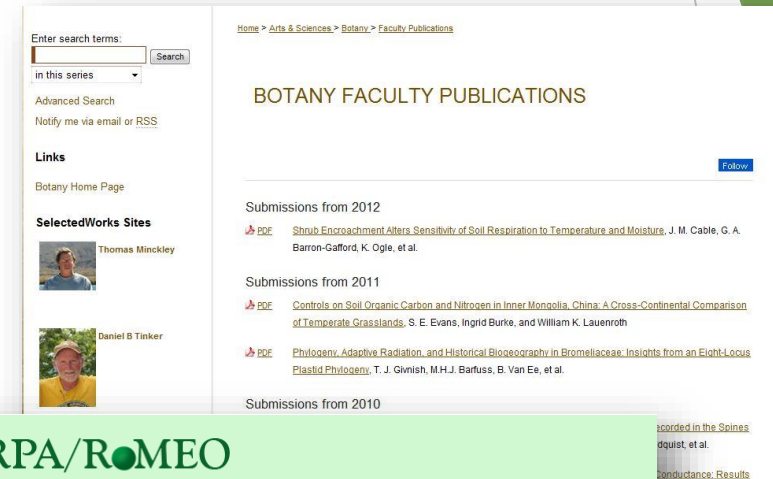 Home > Arts & Sciences > Botany > Faculty Publications
Enter search terms:
Search
in this series
Advanced Search
Notify me via email or RSS
Links
Botany Home Page
SelectedWorks Sites
Thomas Minckley
Daniel B Tinker
BOTANY FACULTY PUBLICATIONS
Follow
Submissions from 2012
PDF Shrub Encroachment Alters Sensitivity of Soil Respiration to Temperature and Moisture, J. M. Cable, G. A.
Barron-Gafford, K. Ogle, et al.
Submissions from 2011
PDF Controls on Soil Organic Carbon and Nitrogen in Inner Mongolia, China: A Cross-Continental Comparison
of Temperate Grasslands, S. E. Evans, Ingrid Burke, and William K. Lauenroth
PDF Phylogeny, Adaptive Radiation, and Historical Biogeography in Bromeliaceae: Insights from an Eight-Locus
Plastid Phylogeny, T. J. Givnish, M.H.J. Barfuss, B. Van Ee, et al.
Submissions from 2010
ecorded in the Spines
dquist, et al.
Conductance: Results
RPA/RoMEO